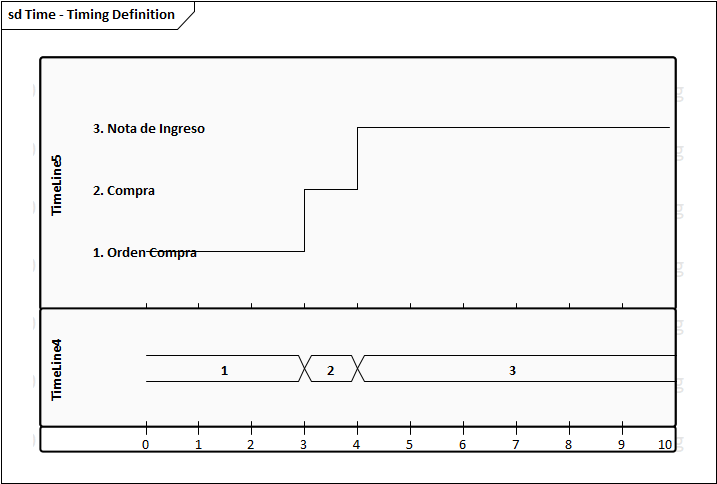 sd Time - Timing Definition
TimeLine5
3. Nota de Ingreso
2. Compra
1. Orden Compra
TimeLine4
1 2 3
0 1 2 3 4 5 6 7 8 9 10